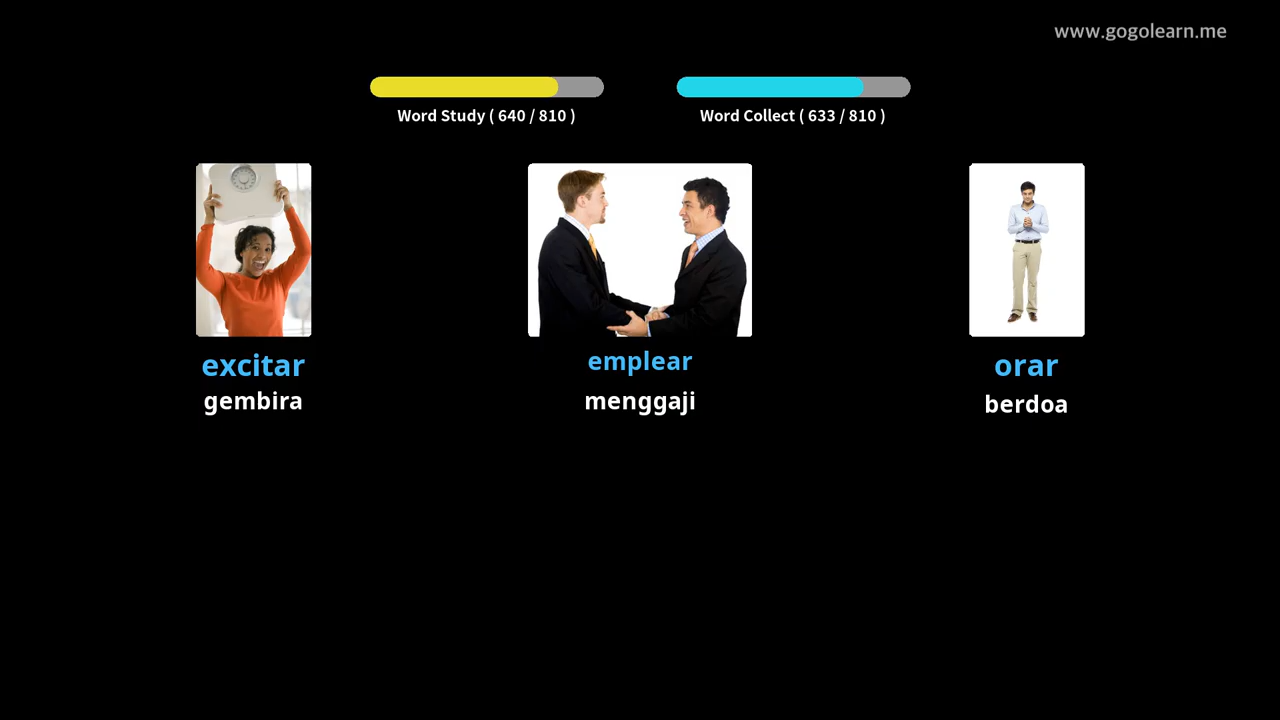 www.gogolearn.me
Word Study ( 640 / 810 )
Word Collect ( 633 / 810 )
excitar
gembira
emplear
menggaji
orar
berdoa